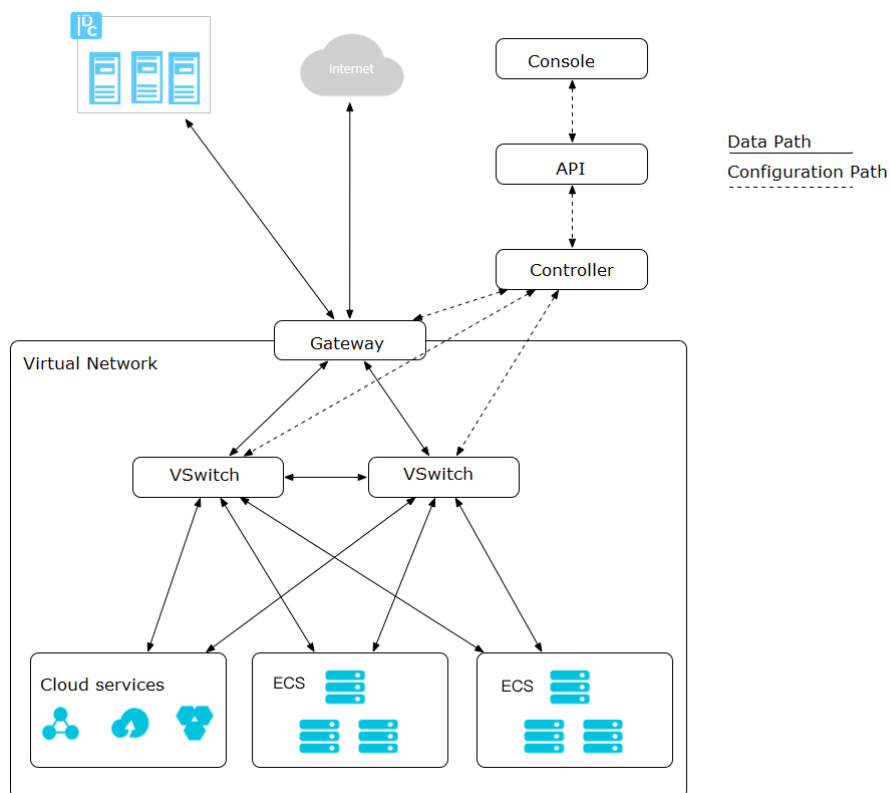 IDC
Internet
Console
API
Data Path
Configuration Path
Controller
Gateway
Virtual Network
VSwitch
VSwitch
Cloud services
ECS
ECS